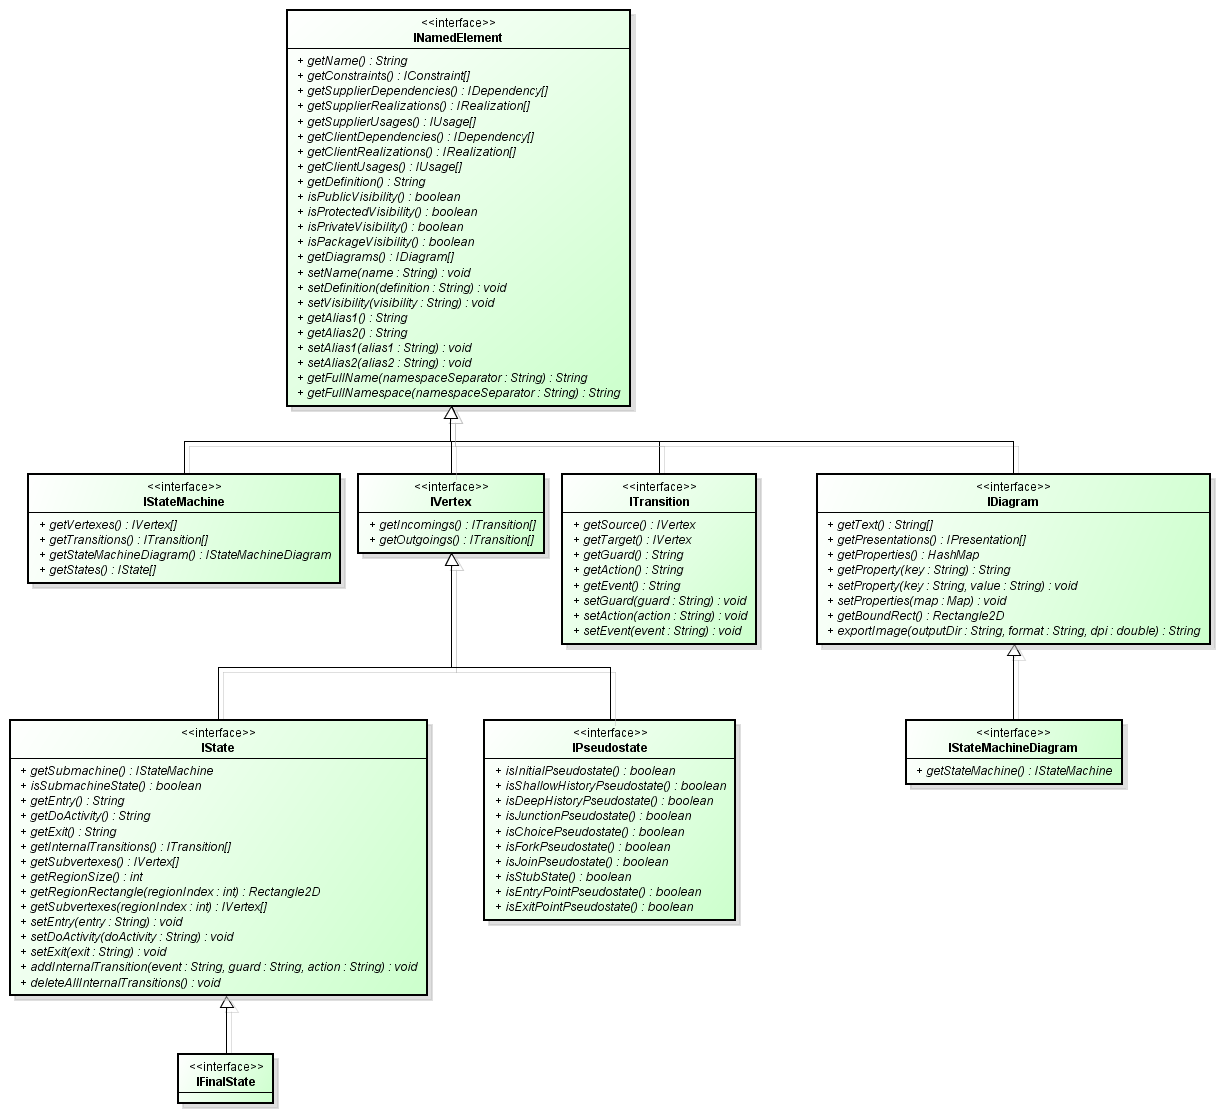 <<interface>>
INamedElement
+ getName() : String
+ getConstraints() : IConstraint[]
+ getSupplierDependencies() : IDependency[]
+ getSupplierRealizations() : IRealization[]
+ getSupplierUsages() : IUsage[]
+ getClientDependencies() : IDependency[]
+ getClientRealizations() : IRealization[]
+ getClientUsages() : IUsage[]
+ getDefinition() : String
+ isPublicVisibility() : boolean
+ isProtectedVisibility() : boolean
+ isPrivateVisibility() : boolean
+ isPackageVisibility() : boolean
+ getDiagrams() : IDiagram[]
+ setName(name : String) : void
+ setDefinition(definition : String) : void
+ setVisibility(visibility : String) : void
+ getAlias1() : String
+ getAlias2() : String
+ setAlias1(alias1 : String) : void
+ setAlias2(alias2 : String) : void
+ getFullName(namespaceSeparator : String) : String
+ getFullNamespace(namespaceSeparator : String) : String
<<interface>>
IStateMachine
+ getVertexes() : IVertex[]
+ getTransitions() : ITransition[]
+ getStateMachineDiagram() : IStateMachineDiagram
+ getStates() : IState[]
<<interface>>
IVertex
+ getIncomings() : ITransition[]
+ getOutgoings() : ITransition[]
<<interface>>
ITransition
+ getSource() : IVertex
+ getTarget() : IVertex
+ getGuard() : String
+ getAction() : String
+ getEvent() : String
+ setGuard(guard : String) : void
+ setAction(action : String) : void
+ setEvent(event : String) : void
<<interface>>
IDiagram
+ getText() : String[]
+ getPresentations() : IPresentation[]
+ getProperties() : HashMap
+ getProperty(key : String) : String
+ setProperty(key : String, value : String) : void
+ setProperties(map : Map) : void
+ getBoundRect() : Rectangle2D
+ exportImage(outputDir : String, format : String, dpi : double) : String
<<interface>>
IState
+ getSubmachine() : IStateMachine
+ isSubmachineState() : boolean
+ getEntry() : String
+ getDoActivity() : String
+ getExit() : String
+ getInternalTransitions() : ITransition[]
+ getSubvertexes() : IVertex[]
+ getRegionSize() : int
+ getRegionRectangle(regionIndex : int) : Rectangle2D
+ getSubvertexes(regionIndex : int) : IVertex[]
+ setEntry(entry : String) : void
+ setDoActivity(doActivity : String) : void
+ setExit(exit : String) : void
+ addInternalTransition(event : String, guard : String, action : String) : void
+ deleteAllInternalTransitions() : void
<<interface>>
IPseudostate
+ isInitialPseudostate() : boolean
+ isShallowHistoryPseudostate() : boolean
+ isDeepHistoryPseudostate() : boolean
+ isJunctionPseudostate() : boolean
+ isChoicePseudostate() : boolean
+ isForkPseudostate() : boolean
+ isJoinPseudostate() : boolean
+ isStubState() : boolean
+ isEntryPointPseudostate() : boolean
+ isExitPointPseudostate() : boolean
<<interface>>
IStateMachineDiagram
+ getStateMachine() : IStateMachine
<<interface>>
IFinalState